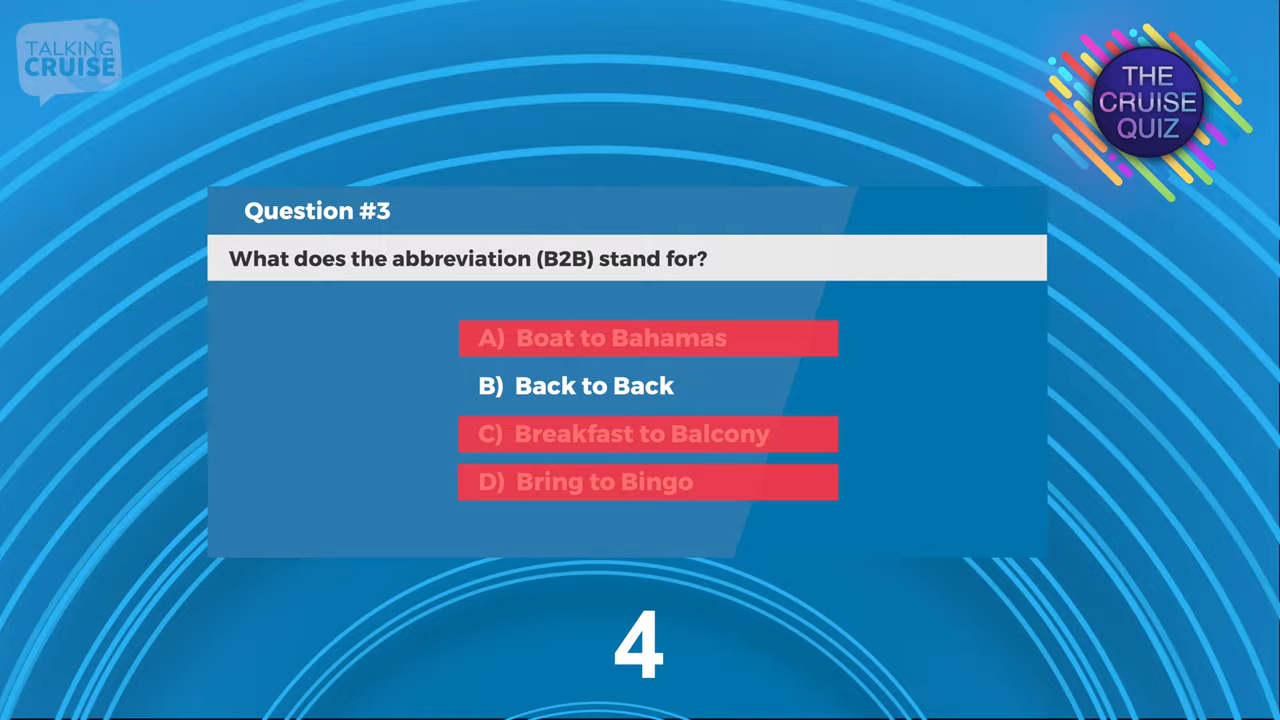 TALKING
CRUISE
THE
CRUISE
QUIZ
Question #3
What does the abbreviation (B2B) stand for?
A) Boat to Bahamas
B) Back to Back
C) Breakfast to Balcony
D) Bring to Bingo
4